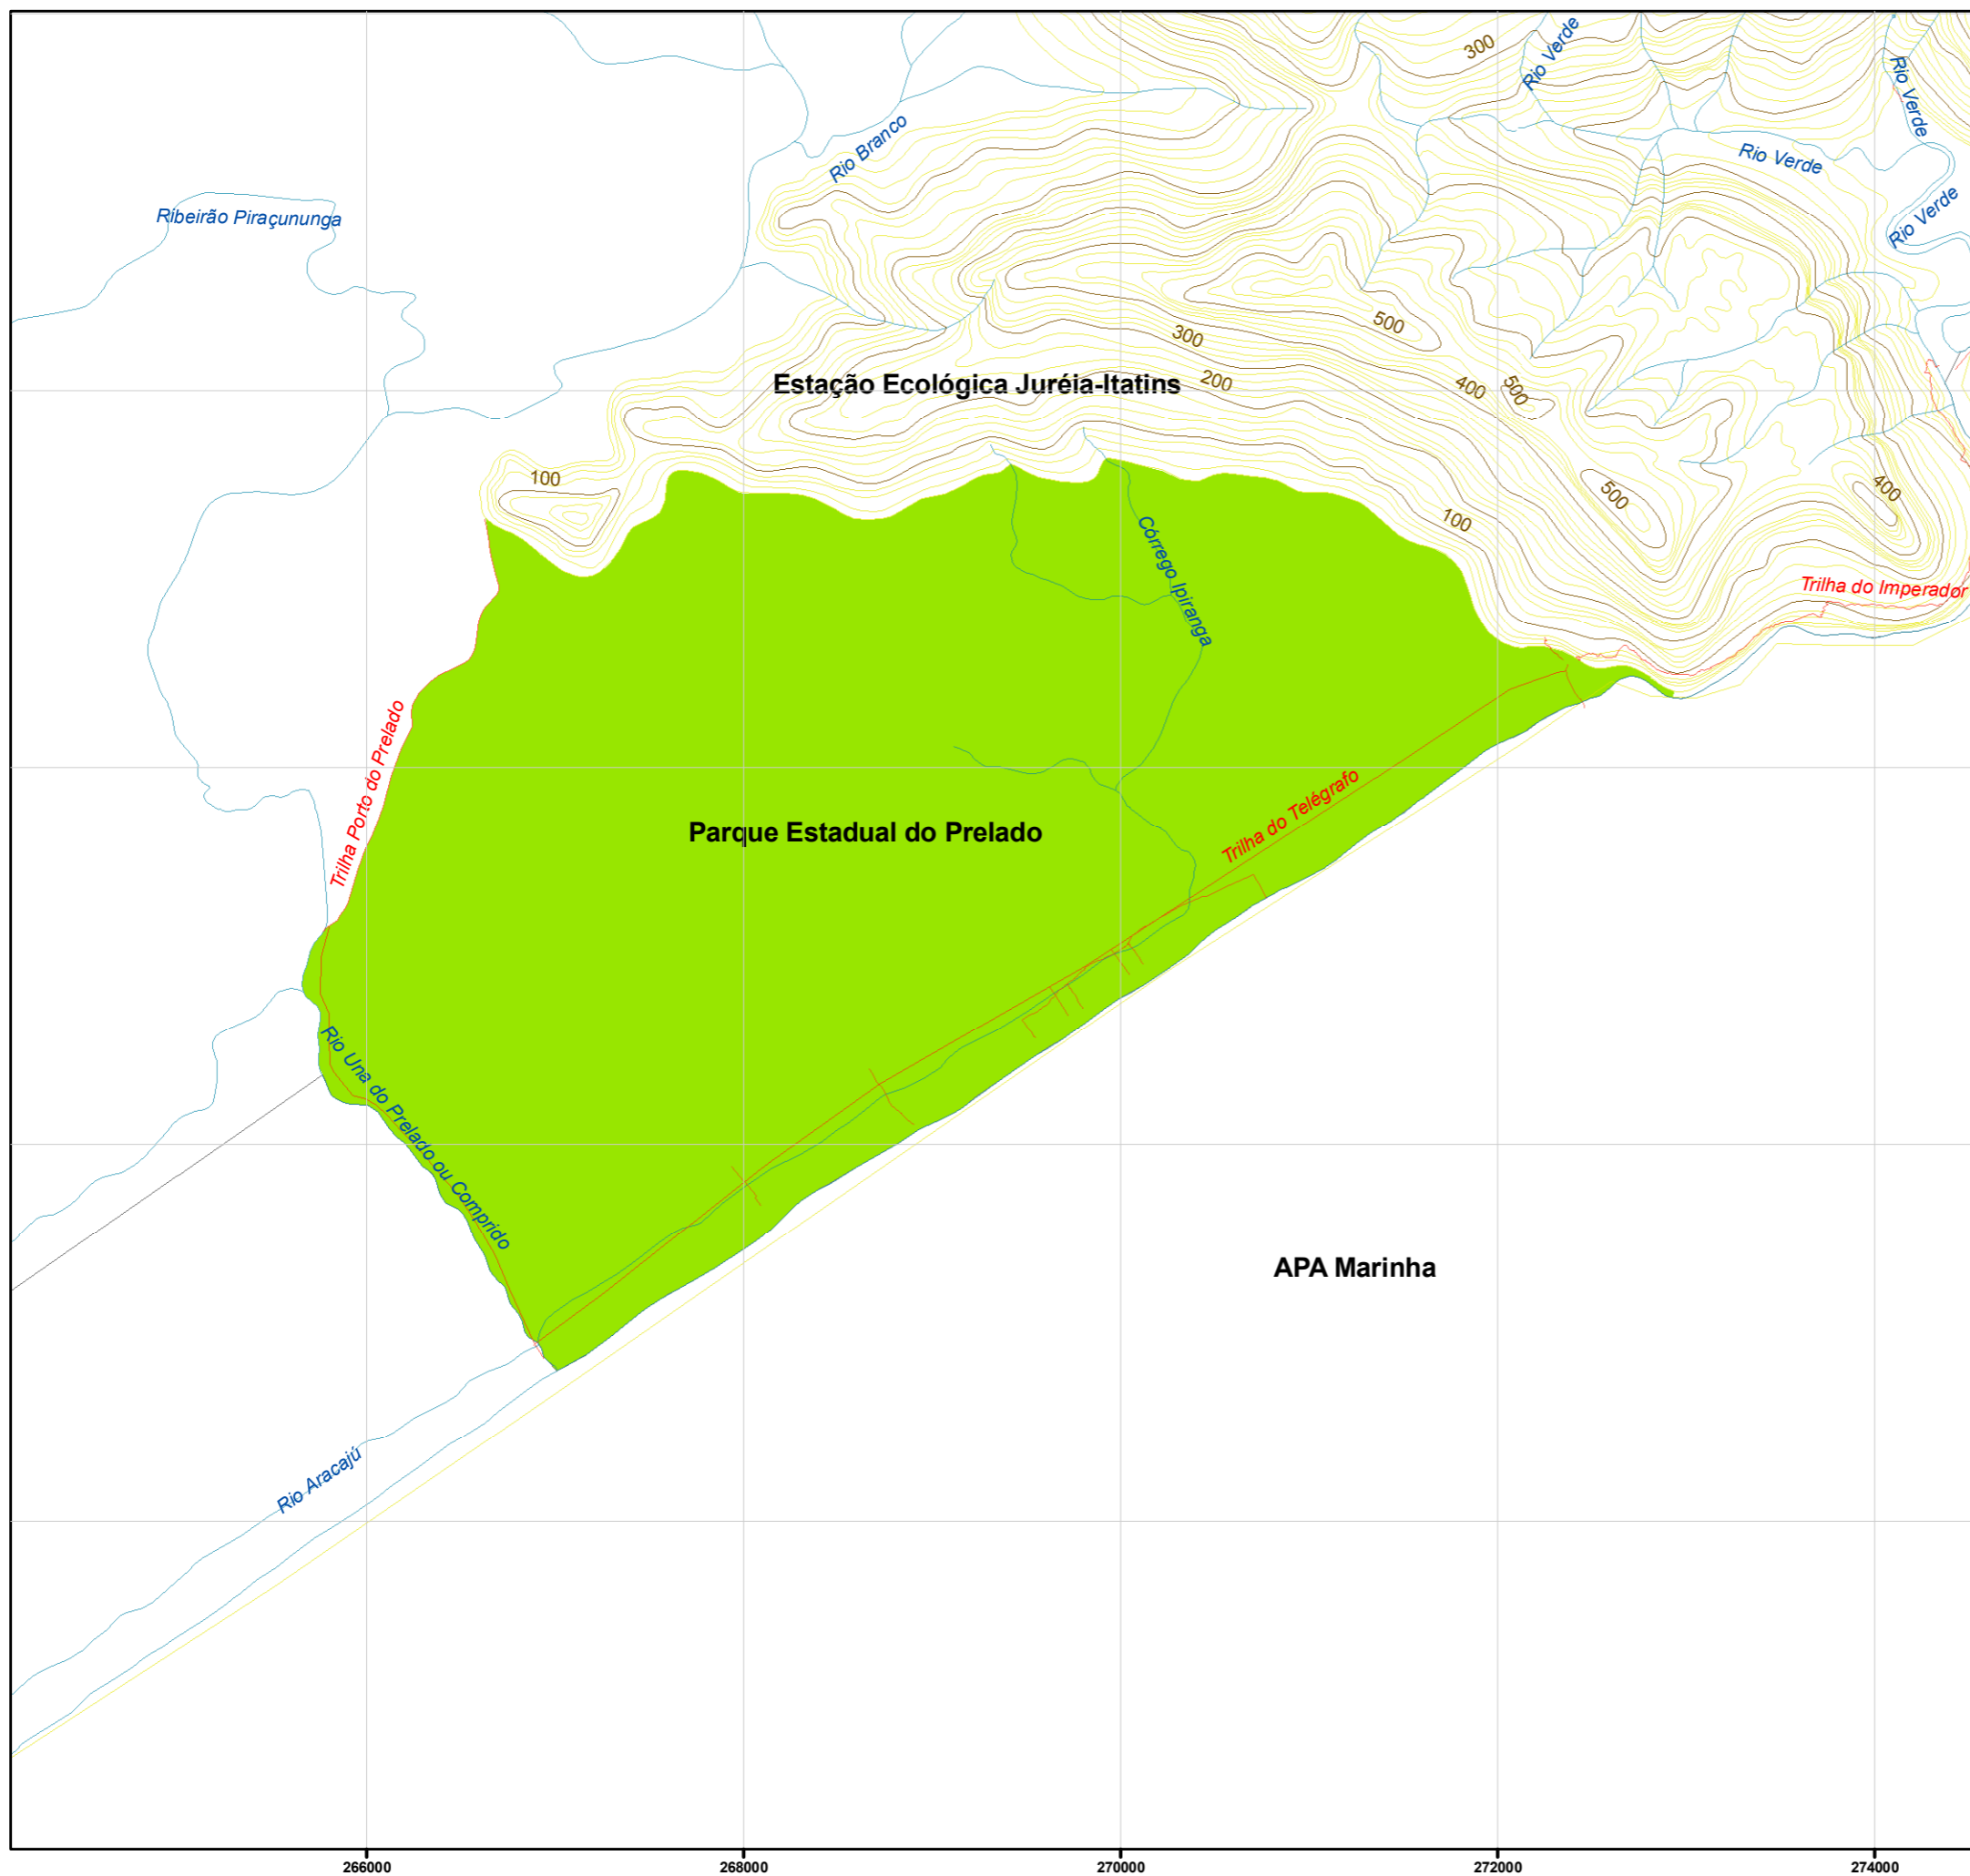 300
Rio Verde
Rio Verde
Rio Branco
Rio Verde
Ribeirão Piraçununga
Rio Verde
500
300
Estação Ecológica Juréia-Itatins
200
400
500
100
500
400
100
Córrego Ipiranga
Trilha do Imperador
Trilha Porto do Prelado
Trilha do Telégrafo
Parque Estadual do Prelado
Rio Una do Prelado ou Comprido
APA Marinha
Rio Aracajú
266000
268000
270000
272000
274000